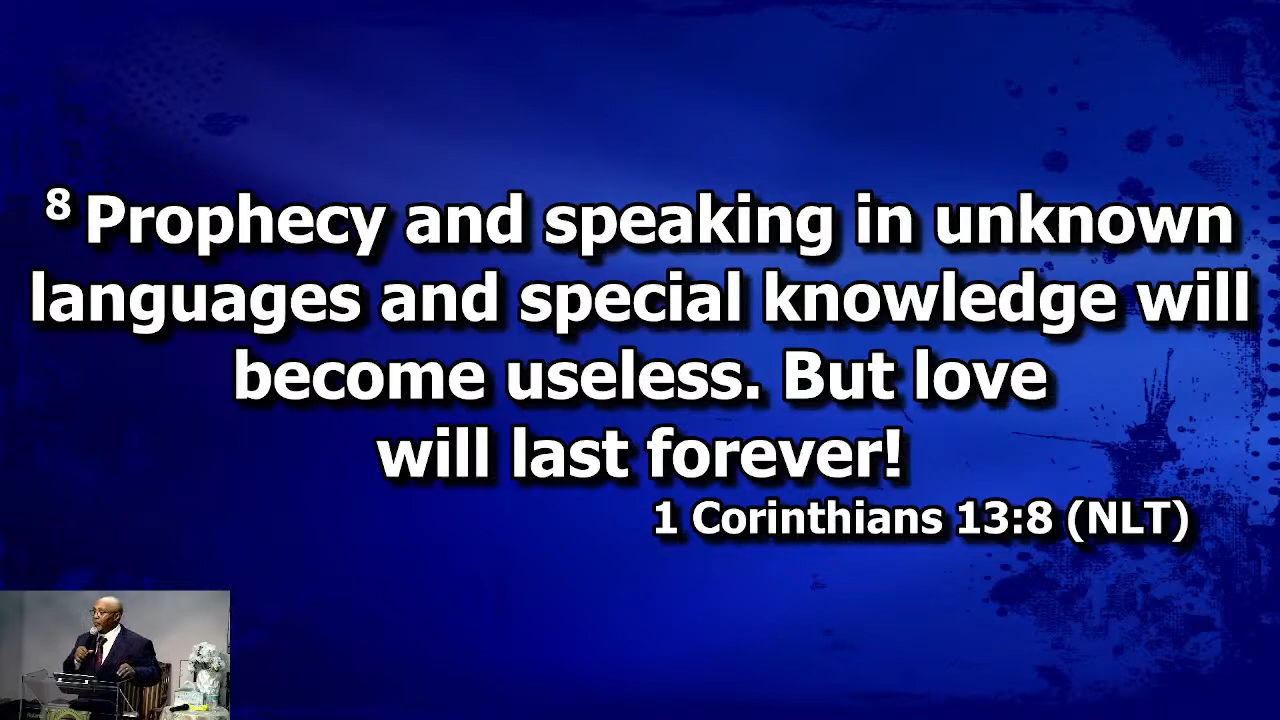 8 Prophecy and speaking in unknown
languages and special knowledge will
become useless. But love
will last forever!
1 Corinthians 13:8 (NLT)